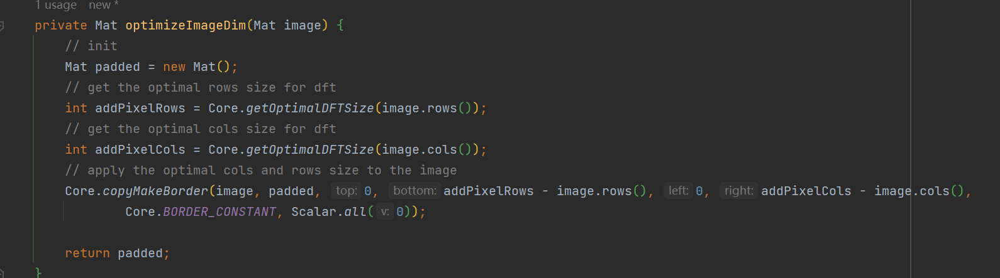 1 usage new *
private Mat optimizeImageDim(Mat image) {
// init
Mat padded = new Mat();
// get the optimal rows size for dft
int addPixelRows = Core.getOptimalDFTSize(image.rows());
// get the optimal cols size for dft
int addPixelCols = Core.getOptimalDFTSize(image.cols());
// apply the optimal cols and rows size to the image
Core.copyMakeBorder(image, padded, top: 0, bottom: addPixelRows - image.rows(), left: 0, right: addPixelCols - image.cols(),
Core.BORDER_CONSTANT, Scalar.all( v: 0));
return padded;
}